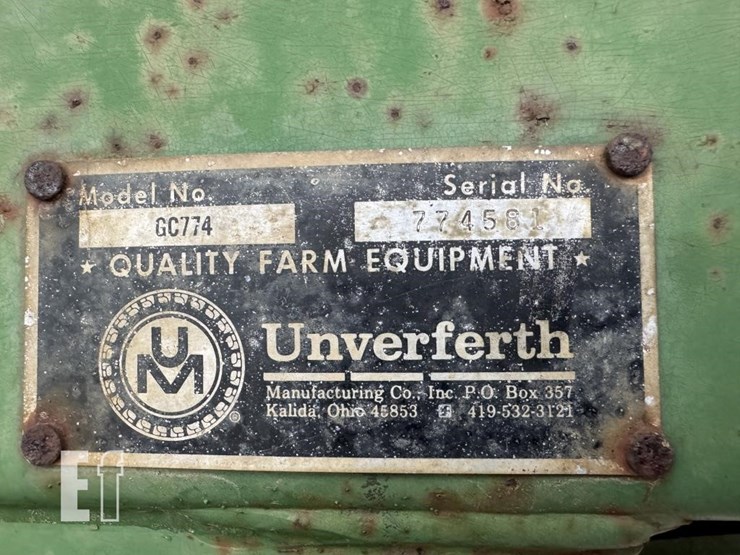 Model No. Serial No.
GC774 774581
★ QUALITY FARM EQUIPMENT ★
UM
®
Unverferth
Manufacturing Co., Inc. P.O. Box 357
Kalida, Ohio 45853 419-532-3121
ET